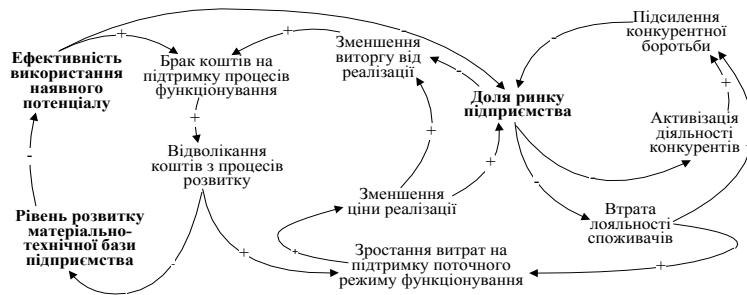 Ефективність
використання
наявного
потенціалу
Брак коштів на
підтримку процесів
функціонування
Зменшення
виторгу від
реалізації
Підсилення
конкурентної
боротьби
Доля ринку
підприємства
Активізація
діяльності
конкурентів
Відволікання
коштів з процесів
розвитку
Зменшення
ціни реалізації
Втрата
лояльності
споживачів
Рівень розвитку
матеріально-
технічної бази
підприємства
Зростання витрат на
підтримку поточного
режиму функціонування